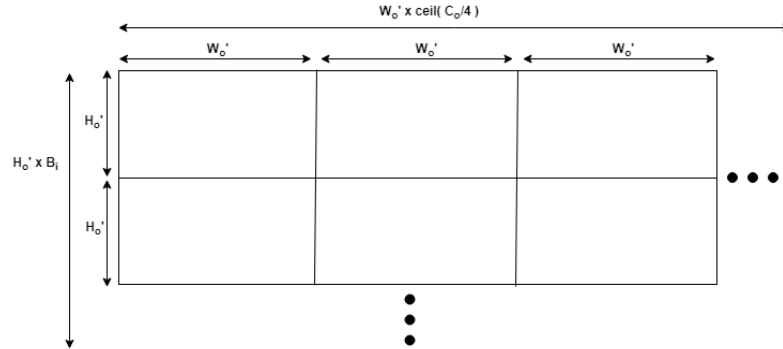 Wₒ' x ceil( Cₒ/4 )
Wₒ' Wₒ' Wₒ'
Hₒ'
Hₒ' x Bᵢ
Hₒ'